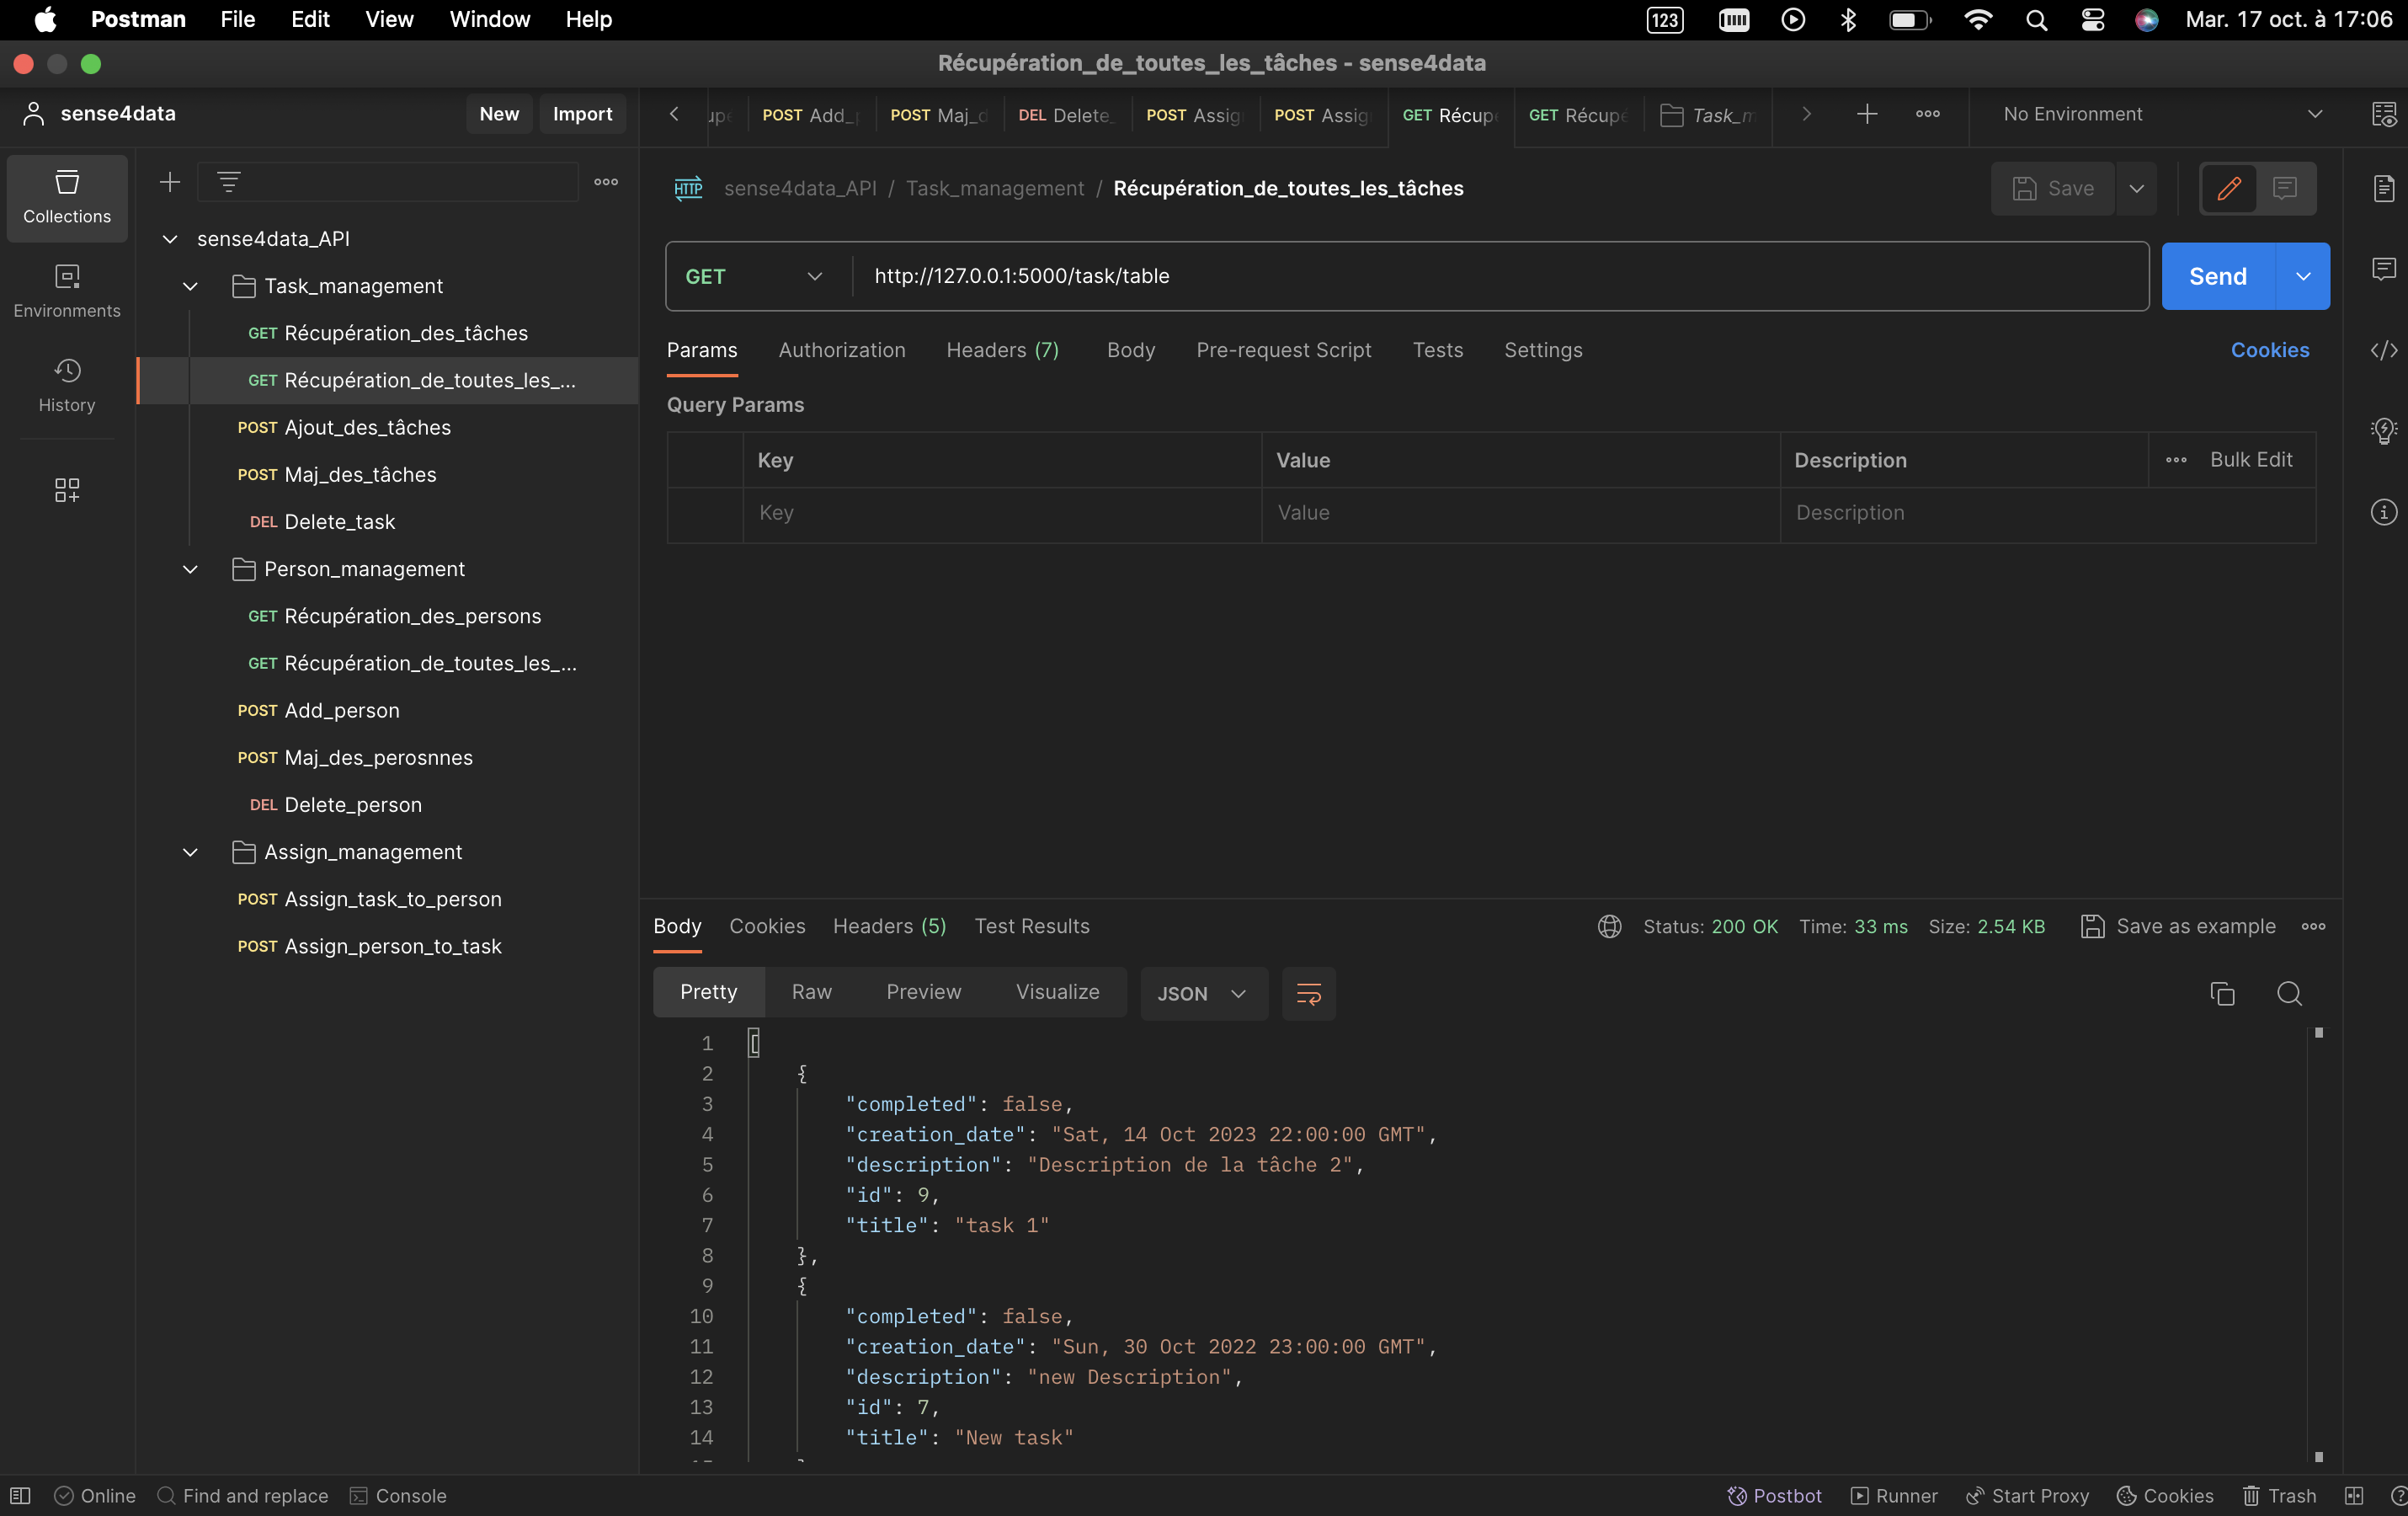 Postman File Edit View Window Help 123 Mar. 17 oct. à 17:06
Récupération_de_toutes_les_tâches - sense4data
sense4data New Import
POST Add_ POST Maj_d DEL Delete_ POST Assig POST Assig GET Récup GET Récup Task_m No Environment
Collections
Environments
History
sense4data_API
Task_management
GET Récupération_des_tâches
GET Récupération_de_toutes_les_...
POST Ajout_des_tâches
POST Maj_des_tâches
DEL Delete_task
Person_management
GET Récupération_des_persons
GET Récupération_de_toutes_les_...
POST Add_person
POST Maj_des_perosnnes
DEL Delete_person
Assign_management
POST Assign_task_to_person
POST Assign_person_to_task
HTTP sense4data_API / Task_management / Récupération_de_toutes_les_tâches Save
GET http://127.0.0.1:5000/task/table Send
Params Authorization Headers (7) Body Pre-request Script Tests Settings Cookies
Query Params
Key Value Description Bulk Edit
Key Value Description
Body Cookies Headers (5) Test Results Status: 200 OK Time: 33 ms Size: 2.54 KB Save as example
Pretty Raw Preview Visualize JSON
1 [
2 {
3 "completed": false,
4 "creation_date": "Sat, 14 Oct 2023 22:00:00 GMT",
5 "description": "Description de la tâche 2",
6 "id": 9,
7 "title": "task 1"
8 },
9 {
10 "completed": false,
11 "creation_date": "Sun, 30 Oct 2022 23:00:00 GMT",
12 "description": "new Description",
13 "id": 7,
14 "title": "New task"
Online Find and replace Console Postbot Runner Start Proxy Cookies Trash